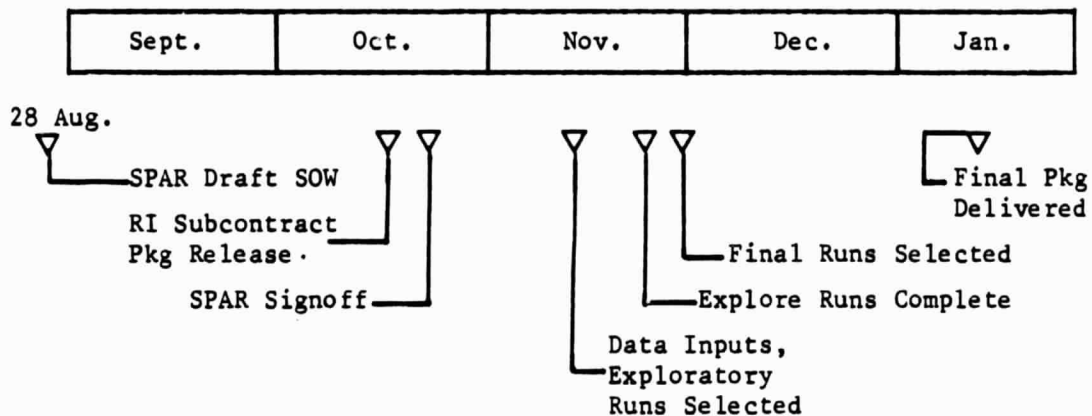 Sept. Oct. Nov. Dec. Jan.
28 Aug.
SPAR Draft SOW
RI Subcontract
Pkg Release.
SPAR Signoff
Data Inputs,
Exploratory
Runs Selected
Explore Runs Complete
Final Runs Selected
Final Pkg
Delivered